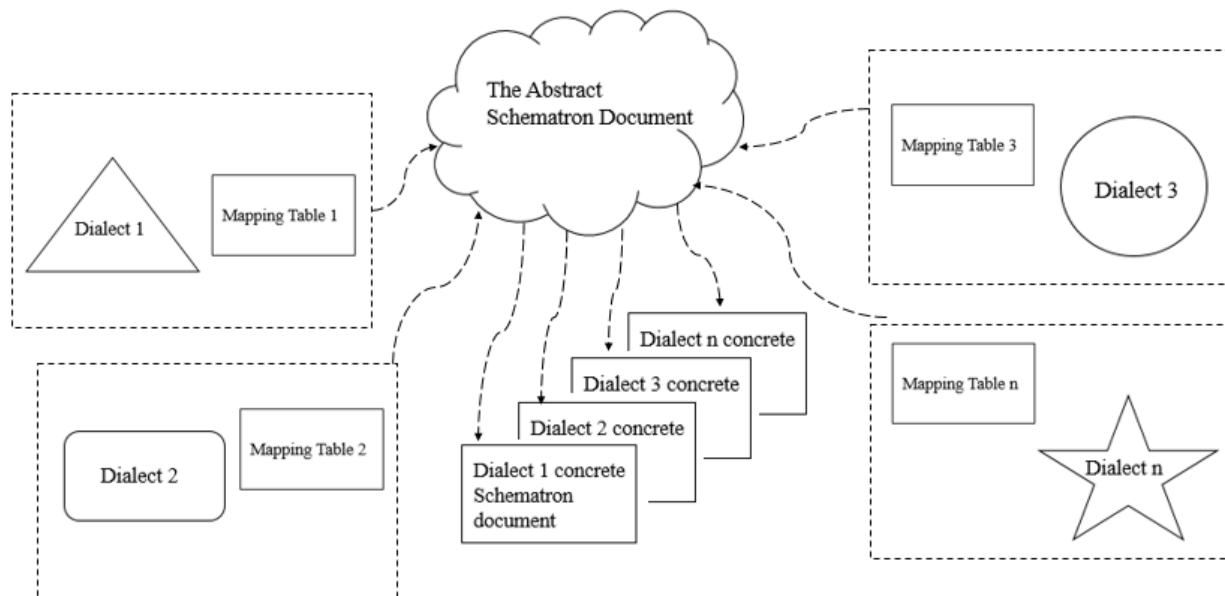 The Abstract
Schematron Document
Dialect 1
Mapping Table 1
Mapping Table 3
Dialect 3
Dialect 2
Mapping Table 2
Dialect n concrete
Dialect 3 concrete
Dialect 2 concrete
Dialect 1 concrete
Schematron
document
Mapping Table n
Dialect n